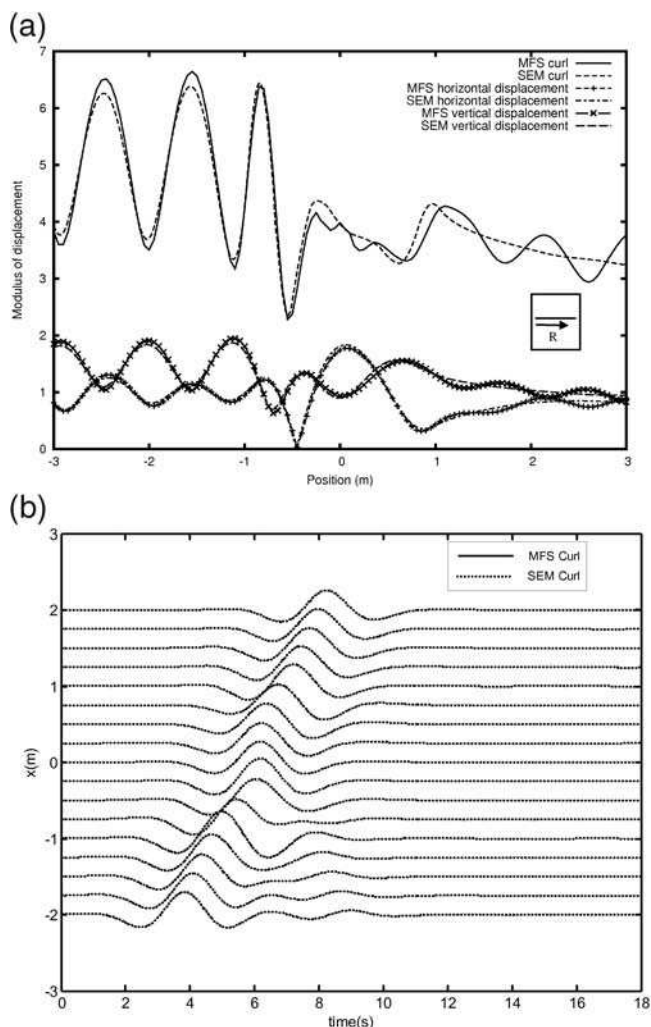 (a)
7
6
5
4
3
2
1
0
Modulus of displacement
MFS curl
SEM curl
MFS horizontal displacement
SEM horizontal displacement
MFS vertical dispalcement
SEM vertical displacement
R
-3
-2
-1
0
1
2
3
Position (m)
(b)
3
2
1
0
-1
-2
-3
x(m)
MFS Curl
SEM Curl
0
2
4
6
8
10
12
14
16
18
time(s)